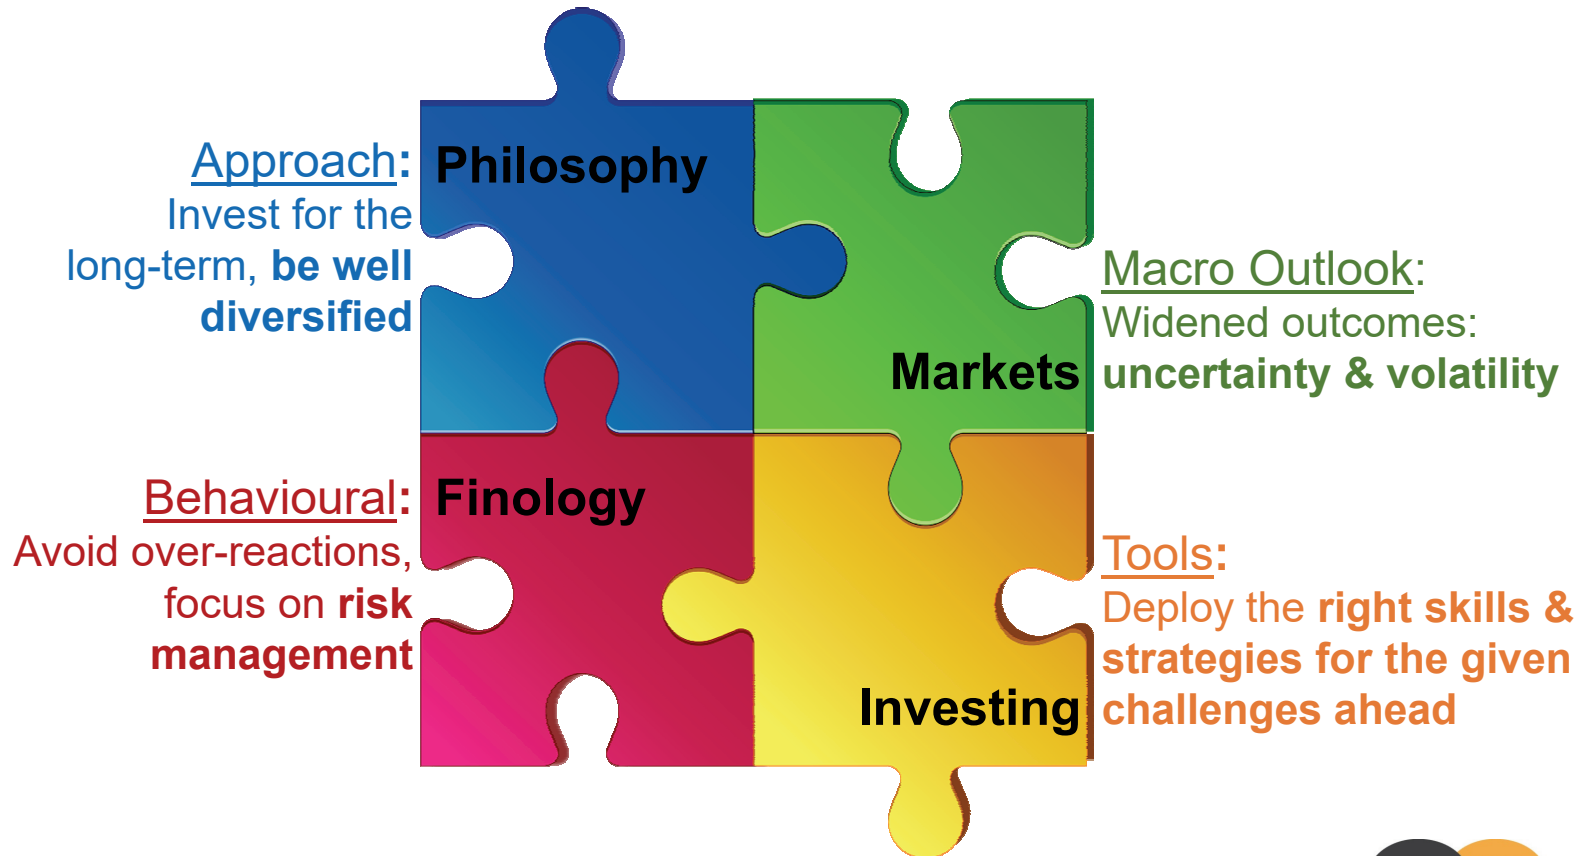 Approach:
Invest for the
long-term, be well
diversified
Philosophy
Macro Outlook:
Widened outcomes:
uncertainty & volatility
Markets
Behavioural:
Avoid over-reactions,
focus on risk
management
Finology
Tools:
Deploy the right skills &
strategies for the given
challenges ahead
Investing